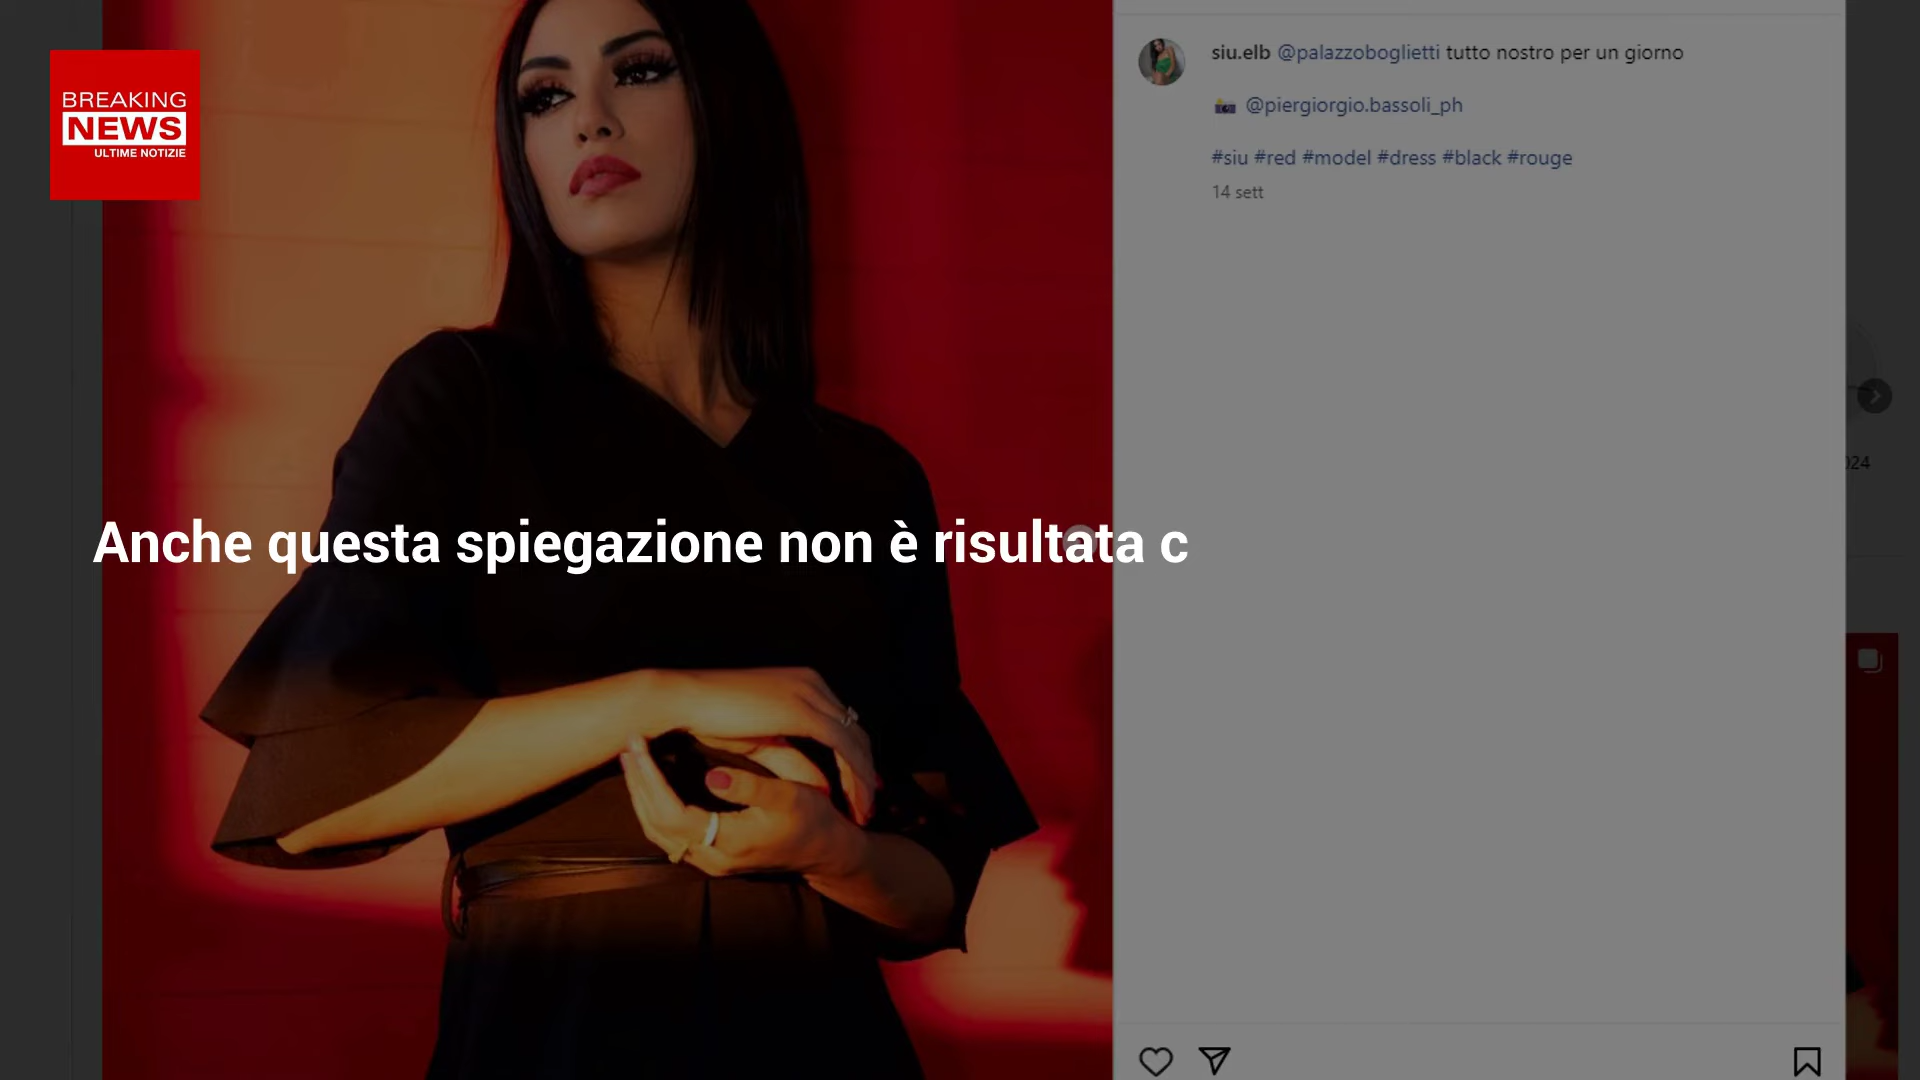 BREAKING
NEWS
ULTIME NOTIZIE
siu.elb @palazzoboglietti tutto nostro per un giorno
@piergiorgio.bassoli_ph
#siu #red #model #dress #black #rouge
14 sett
Anche questa spiegazione non è risultata c